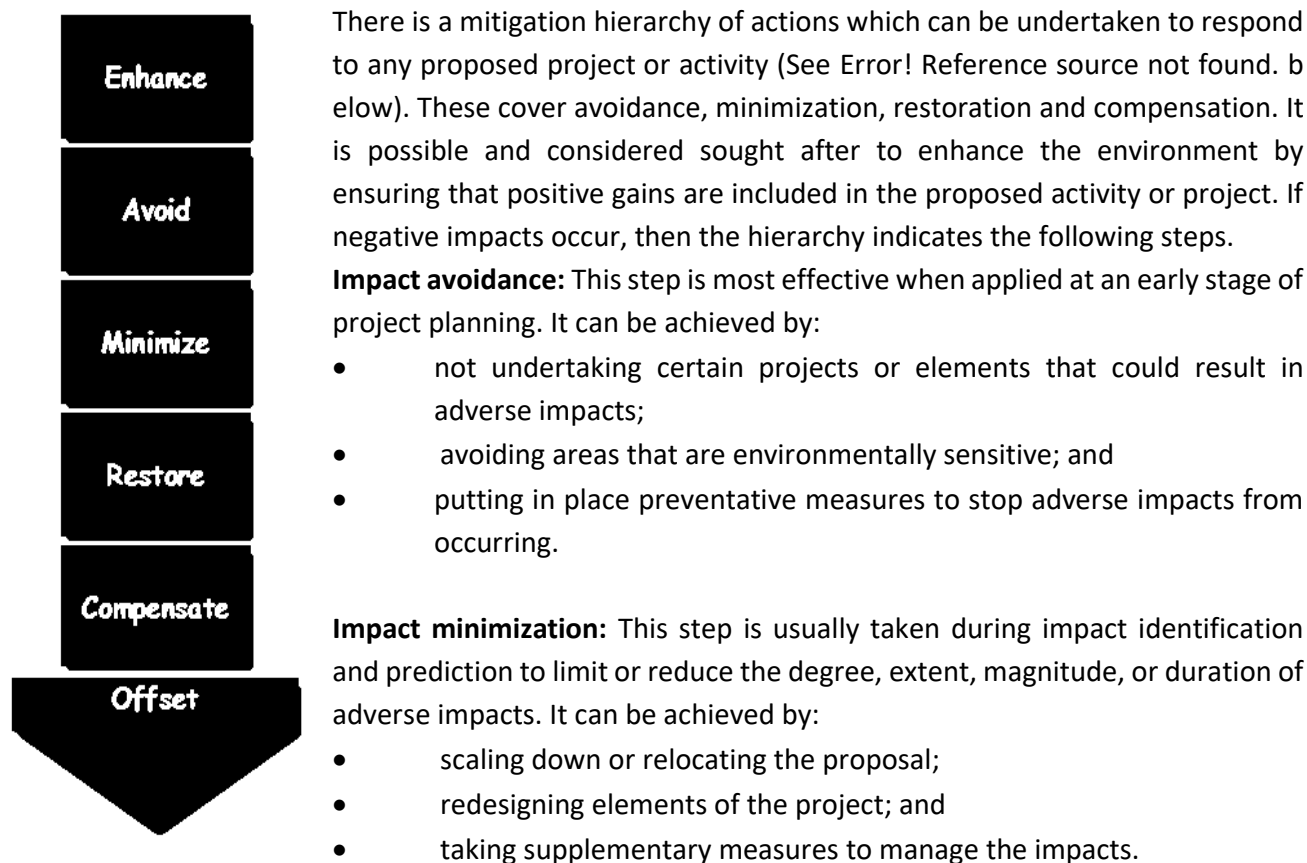 Enhance
Avoid
Minimize
Restore
Compensate
Offset
There is a mitigation hierarchy of actions which can be undertaken to respond
to any proposed project or activity (See Error! Reference source not found. b
elow). These cover avoidance, minimization, restoration and compensation. It
is possible and considered sought after to enhance the environment by
ensuring that positive gains are included in the proposed activity or project. If
negative impacts occur, then the hierarchy indicates the following steps.
Impact avoidance: This step is most effective when applied at an early stage of
project planning. It can be achieved by:
• not undertaking certain projects or elements that could result in
adverse impacts;
• avoiding areas that are environmentally sensitive; and
• putting in place preventative measures to stop adverse impacts from
occurring.
Impact minimization: This step is usually taken during impact identification
and prediction to limit or reduce the degree, extent, magnitude, or duration of
adverse impacts. It can be achieved by:
• scaling down or relocating the proposal;
• redesigning elements of the project; and
• taking supplementary measures to manage the impacts.